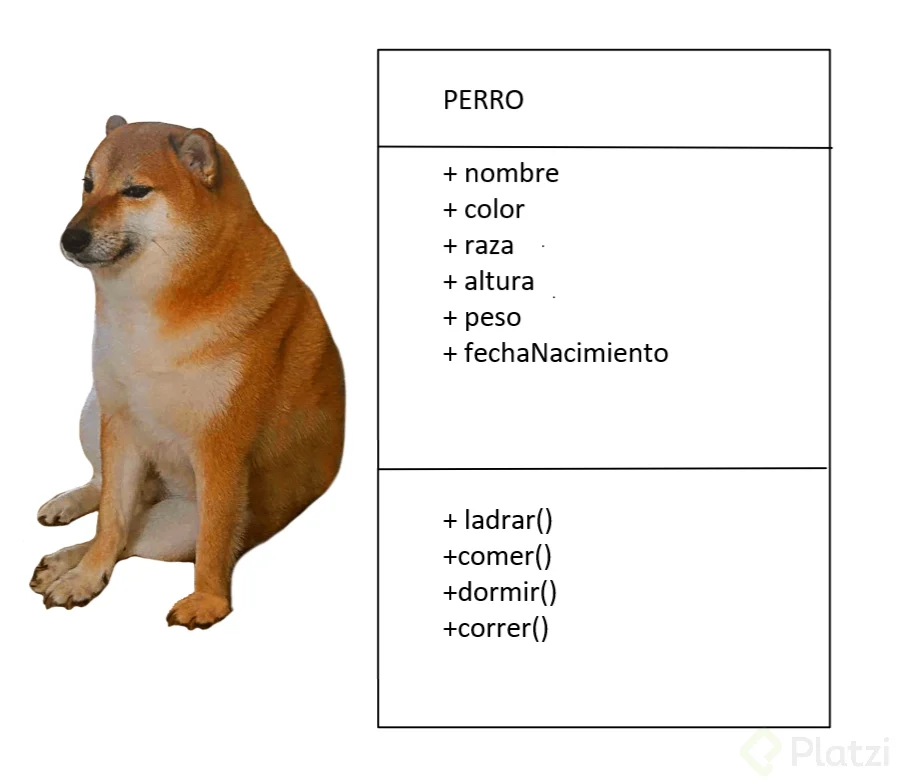 PERRO
+ nombre
+ color
+ raza
+ altura
+ peso
+ fechaNacimiento
+ ladrar()
+comer()
+dormir()
+correr()
Platzi